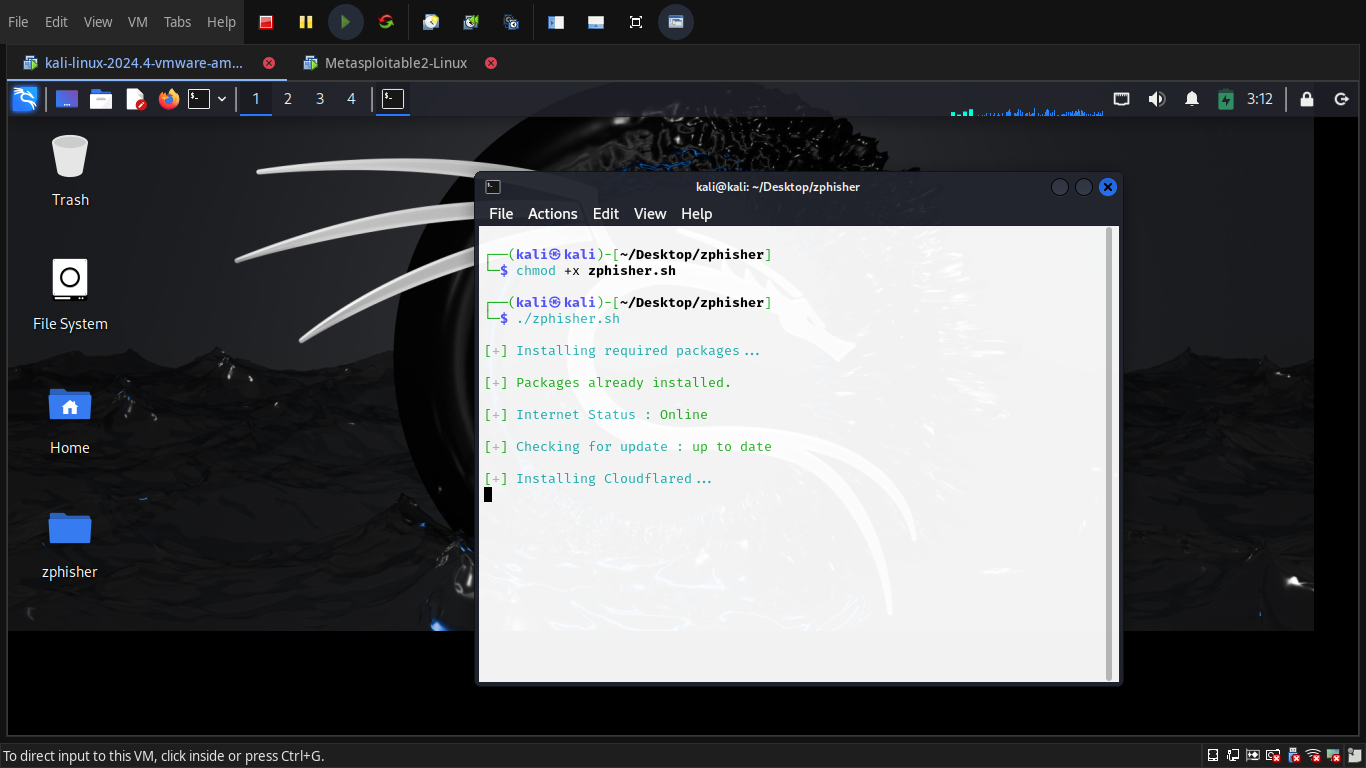 File Edit View VM Tabs Help
kali-linux-2024.4-vmware-am... Metasploitable2-Linux
1 2 3 4 3:12
Trash
File System
Home
zphisher
kali@kali: ~/Desktop/zphisher
File Actions Edit View Help
┌──(kali㉿kali)-[~/Desktop/zphisher]
└─$ chmod +x zphisher.sh
┌──(kali㉿kali)-[~/Desktop/zphisher]
└─$ ./zphisher.sh
[+] Installing required packages...
[+] Packages already installed.
[+] Internet Status : Online
[+] Checking for update : up to date
[+] Installing Cloudflared...
To direct input to this VM, click inside or press Ctrl+G.